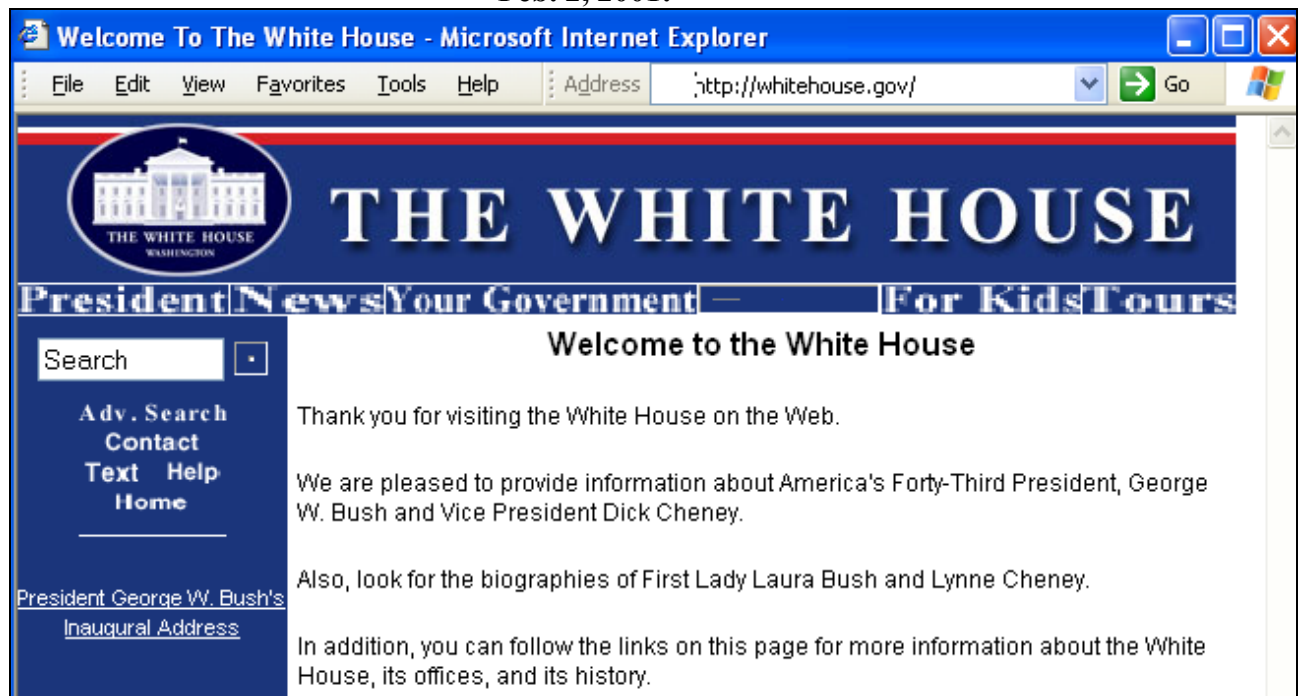 Feb. 2, 2001.
Welcome To The White House - Microsoft Internet Explorer
File Edit View Favorites Tools Help Address http://whitehouse.gov/ Go
THE WHITE HOUSE
WASHINGTON
THE WHITE HOUSE
President News Your Government — For Kids Tours
Search
Adv. Search
Contact
Text Help
Home
President George W. Bush's
Inaugural Address
Welcome to the White House
Thank you for visiting the White House on the Web.
We are pleased to provide information about America's Forty-Third President, George
W. Bush and Vice President Dick Cheney.
Also, look for the biographies of First Lady Laura Bush and Lynne Cheney.
In addition, you can follow the links on this page for more information about the White
House, its offices, and its history.